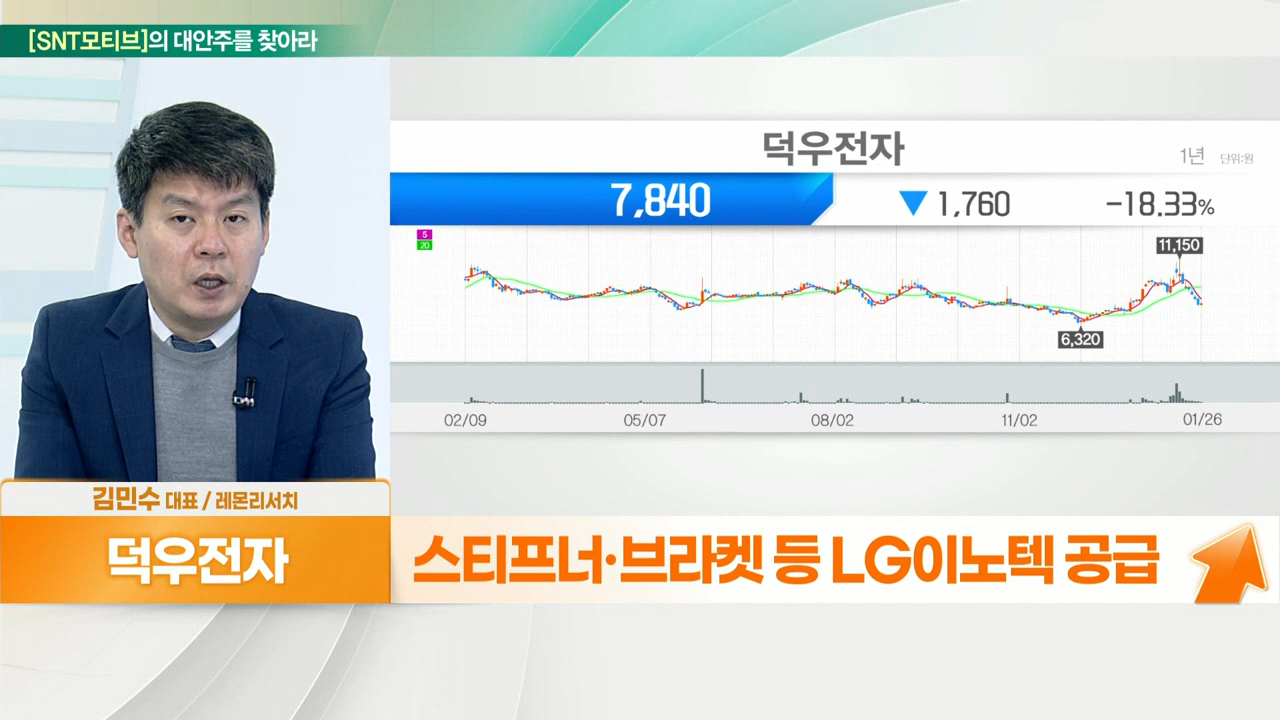 [SNT모티브]의 대안주를 찾아라
덕우전자
1년 단위:원
7,840 ▼ 1,760 -18.33%
5
20
11,150
6,320
02/09 05/07 08/02 11/02 01/26
김민수 대표 / 레몬리서치
덕우전자
스티프너·브라켓 등 LG이노텍 공급